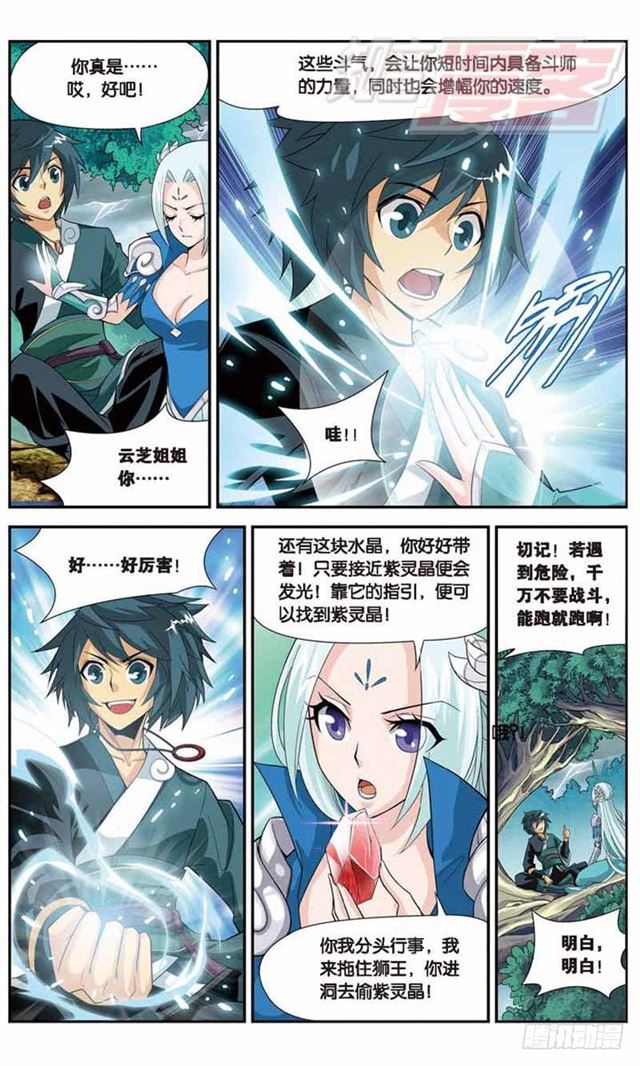 你真是……
哎，好吧！
这些斗气，会让你短时间内具备斗师
的力量，同时也会增幅你的速度。
云芝姐姐
你……
哇!!
好……好厉害！
还有这块水晶，你好好带
着！只要接近紫灵晶便会
发光！靠它的指引，便可
以找到紫灵晶！
你我分头行事，我
来拖住狮王，你进
洞去偷紫灵晶！
切记！若遇
到危险，千
万不要战斗，
能跑就跑啊！
明白，
明白！
腾讯动漫